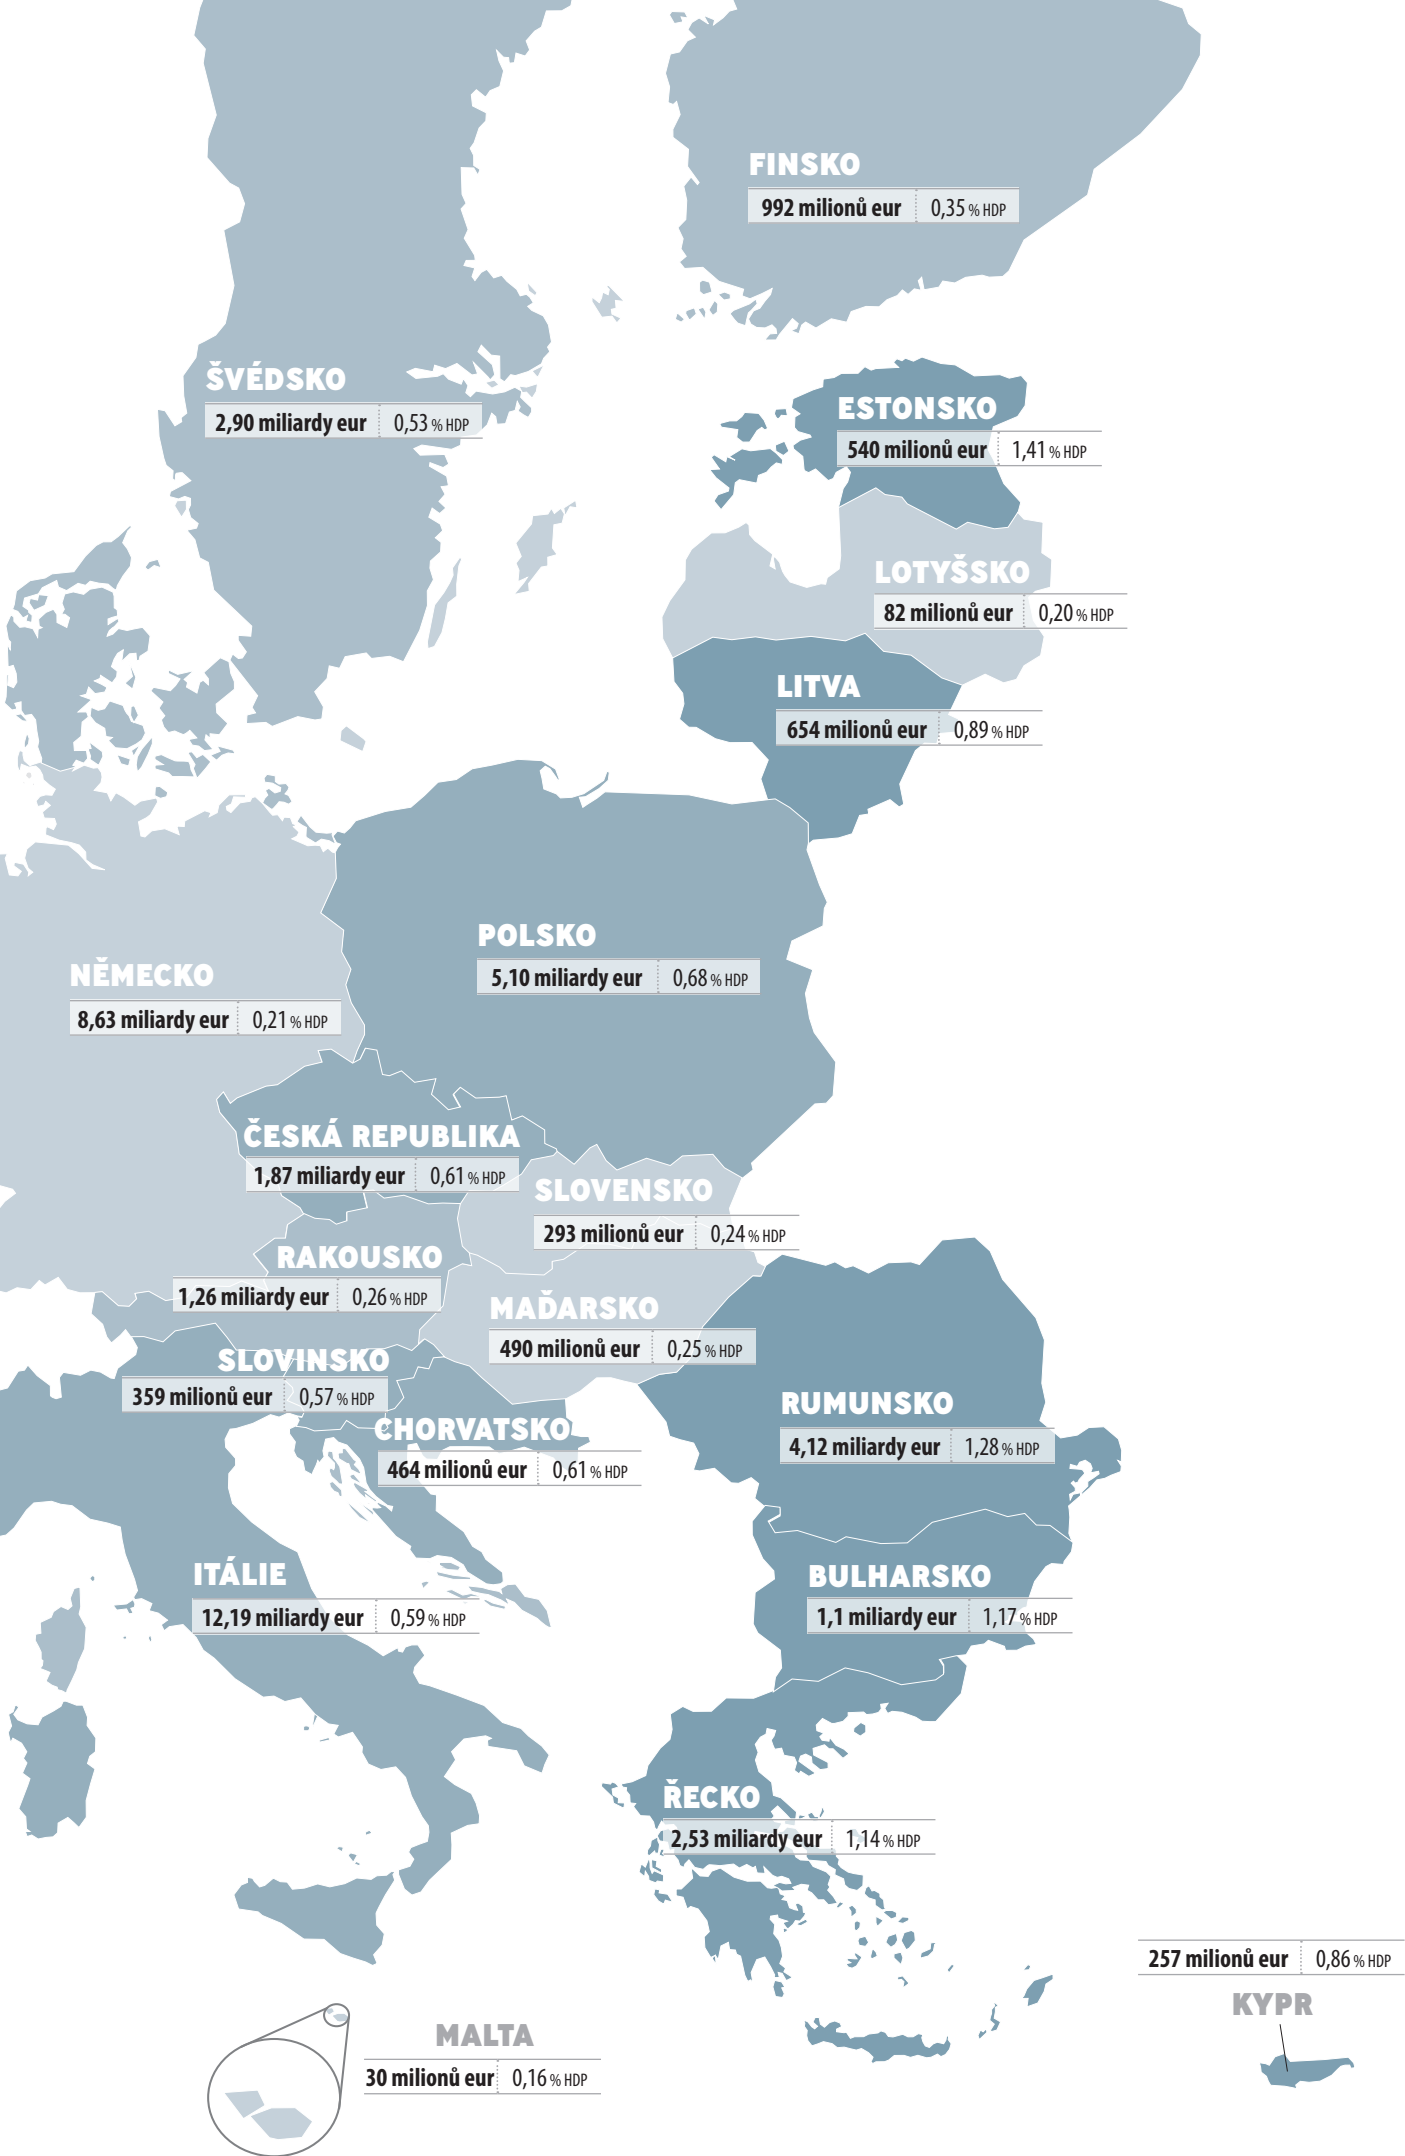 FINSKO
992 milionů eur 0,35 % HDP
ŠVÉDSKO
2,90 miliardy eur 0,53 % HDP
ESTONSKO
540 milionů eur 1,41 % HDP
LOTYŠSKO
82 milionů eur 0,20 % HDP
LITVA
654 milionů eur 0,89 % HDP
POLSKO
5,10 miliardy eur 0,68 % HDP
NĚMECKO
8,63 miliardy eur 0,21 % HDP
ČESKÁ REPUBLIKA
1,87 miliardy eur 0,61 % HDP
SLOVENSKO
293 milionů eur 0,24 % HDP
RAKOUSKO
1,26 miliardy eur 0,26 % HDP
MAĎARSKO
490 milionů eur 0,25 % HDP
SLOVINSKO
359 milionů eur 0,57 % HDP
RUMUNSKO
4,12 miliardy eur 1,28 % HDP
CHORVATSKO
464 milionů eur 0,61 % HDP
ITÁLIE
12,19 miliardy eur 0,59 % HDP
BULHARSKO
1,1 miliardy eur 1,17 % HDP
ŘECKO
2,53 miliardy eur 1,14 % HDP
257 milionů eur 0,86 % HDP
KYPR
MALTA
30 milionů eur 0,16 % HDP